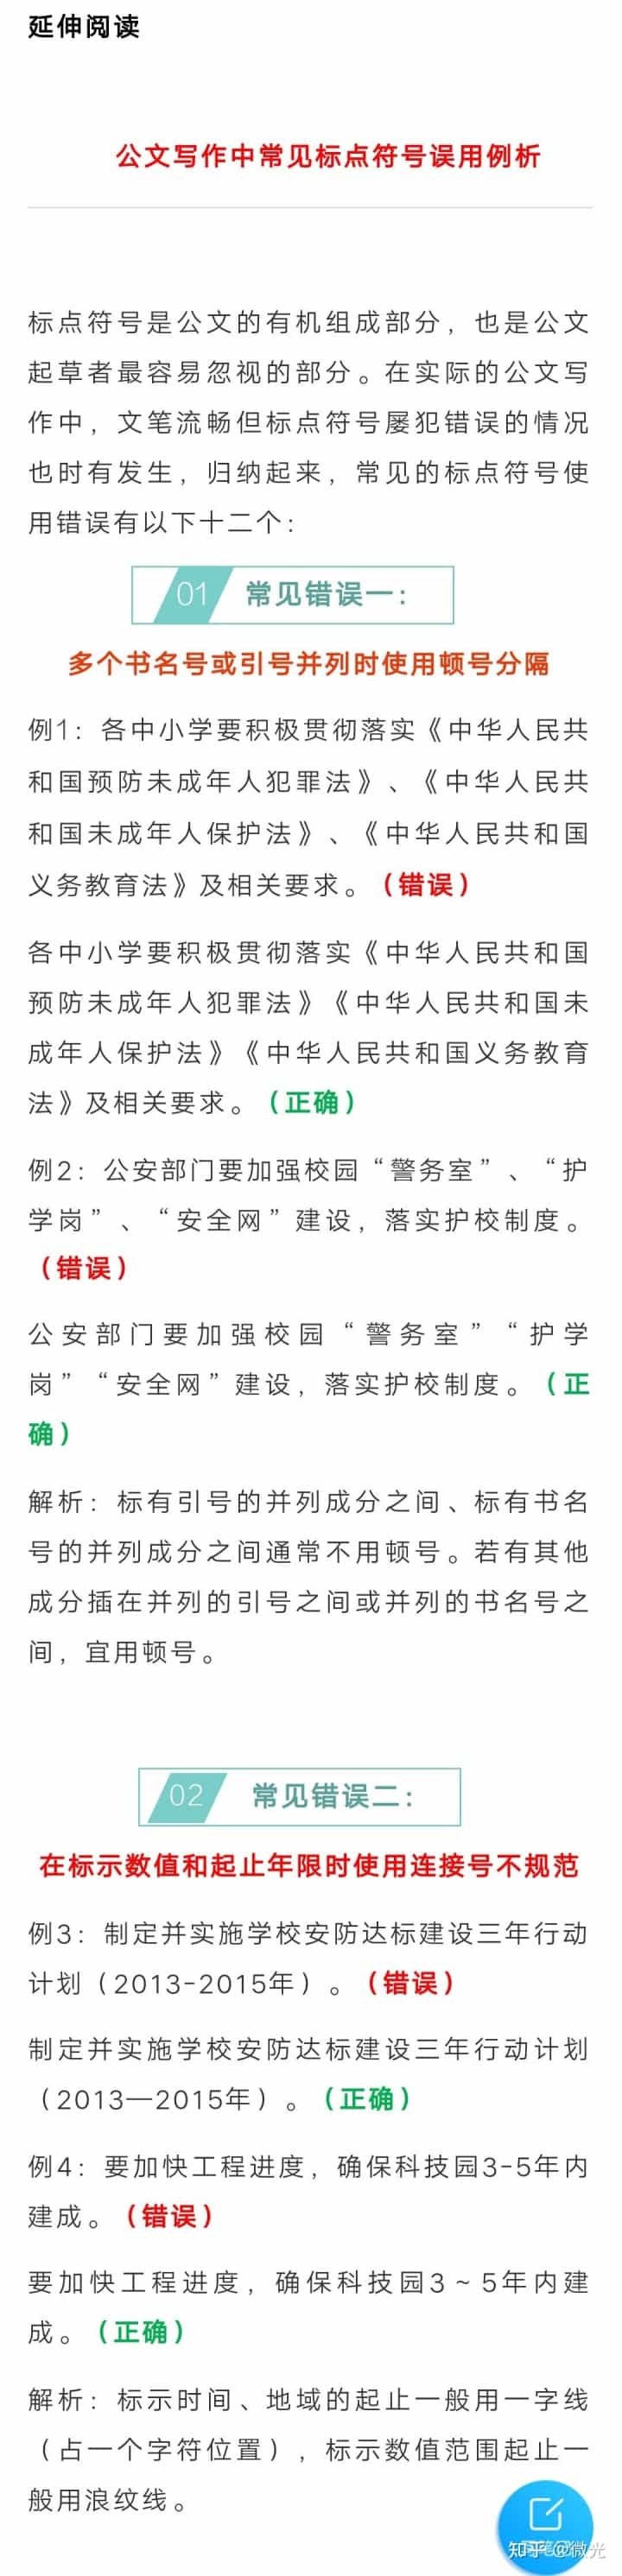 延伸阅读
公文写作中常见标点符号误用例析
标点符号是公文的有机组成部分，也是公文
起草者最容易忽视的部分。在实际的公文写
作中，文笔流畅但标点符号屡犯错误的情况
也时有发生，归纳起来，常见的标点符号使
用错误有以下十二个：
01 常见错误一：
多个书名号或引号并列时使用顿号分隔
例1：各中小学要积极贯彻落实《中华人民共
和国预防未成年人犯罪法》、《中华人民共
和国未成年人保护法》、《中华人民共和国
义务教育法》及相关要求。（错误）
各中小学要积极贯彻落实《中华人民共和国
预防未成年人犯罪法》《中华人民共和国未
成年人保护法》《中华人民共和国义务教育
法》及相关要求。（正确）
例2：公安部门要加强校园“警务室”、“护
学岗”、“安全网”建设，落实护校制度。
（错误）
公安部门要加强校园“警务室”“护学
岗”“安全网”建设，落实护校制度。（正
确）
解析：标有引号的并列成分之间、标有书名
号的并列成分之间通常不用顿号。若有其他
成分插在并列的引号之间或并列的书名号之
间，宜用顿号。
02 常见错误二：
在标示数值和起止年限时使用连接号不规范
例3：制定并实施学校安防达标建设三年行动
计划（2013-2015年）。（错误）
制定并实施学校安防达标建设三年行动计划
（2013—2015年）。（正确）
例4：要加快工程进度，确保科技园3-5年内
建成。（错误）
要加快工程进度，确保科技园3～5年内建
成。（正确）
解析：标示时间、地域的起止一般用一字线
（占一个字符位置），标示数值范围起止一
般用浪纹线。
知乎 @微光